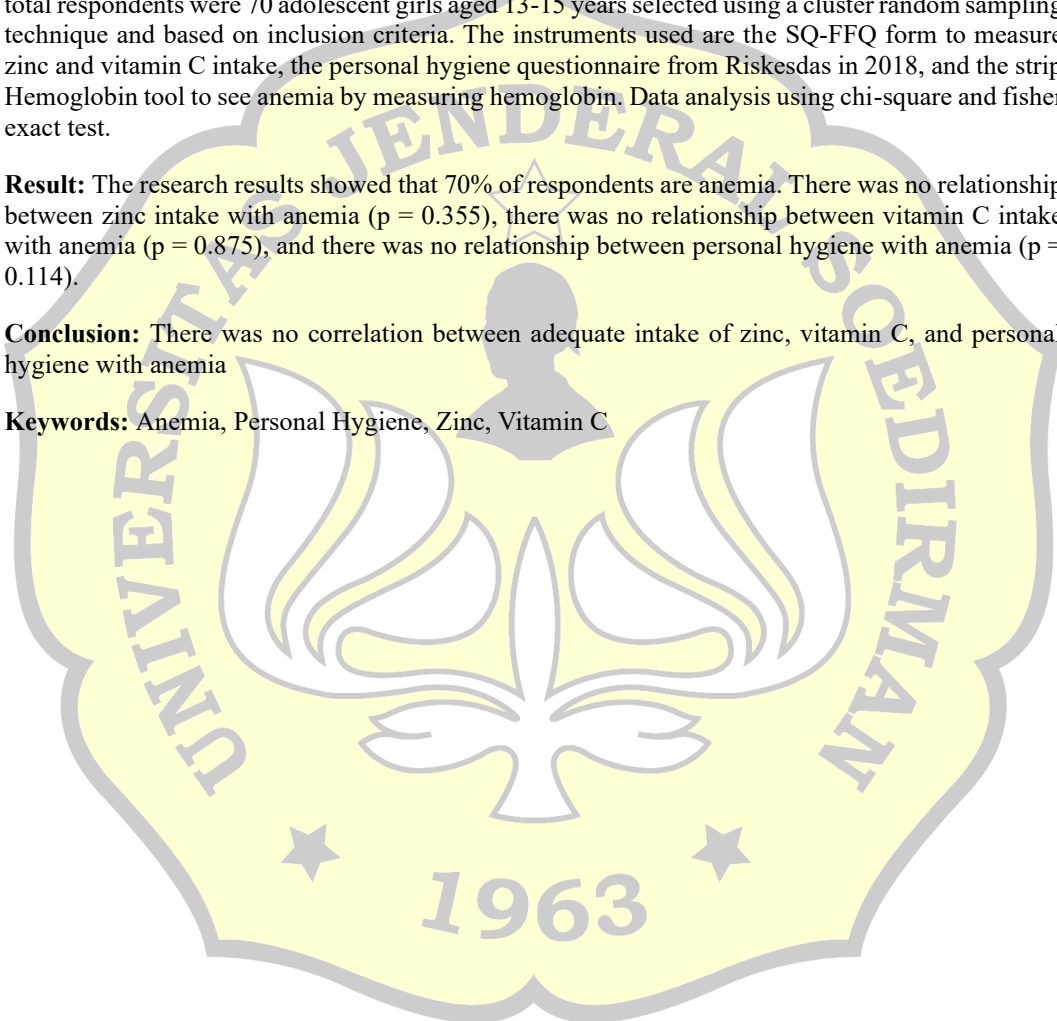 total respondents were 70 adolescent girls aged 13-15 years selected using a cluster random sampling
technique and based on inclusion criteria. The instruments used are the SQ-FFQ form to measure
zinc and vitamin C intake, the personal hygiene questionnaire from Riskesdas in 2018, and the strip
Hemoglobin tool to see anemia by measuring hemoglobin. Data analysis using chi-square and fisher
exact test.
Result: The research results showed that 70% of respondents are anemia. There was no relationship
between zinc intake with anemia (p = 0.355), there was no relationship between vitamin C intake
with anemia (p = 0.875), and there was no relationship between personal hygiene with anemia (p =
0.114).
Conclusion: There was no correlation between adequate intake of zinc, vitamin C, and personal
hygiene with anemia
Keywords: Anemia, Personal Hygiene, Zinc, Vitamin C
UNIVERSITAS JENDERAL SOEDIRMAN
1963